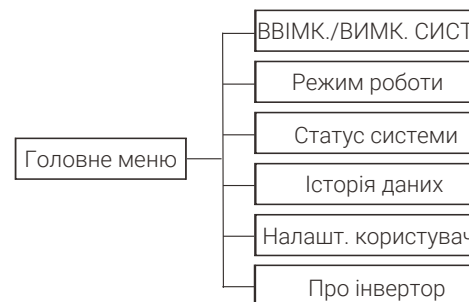 ВВІМК./ВИМК. СИСТ
Режим роботи
Статус системи
Головне меню
Історія даних
Налашт. користувач
Про інвертор